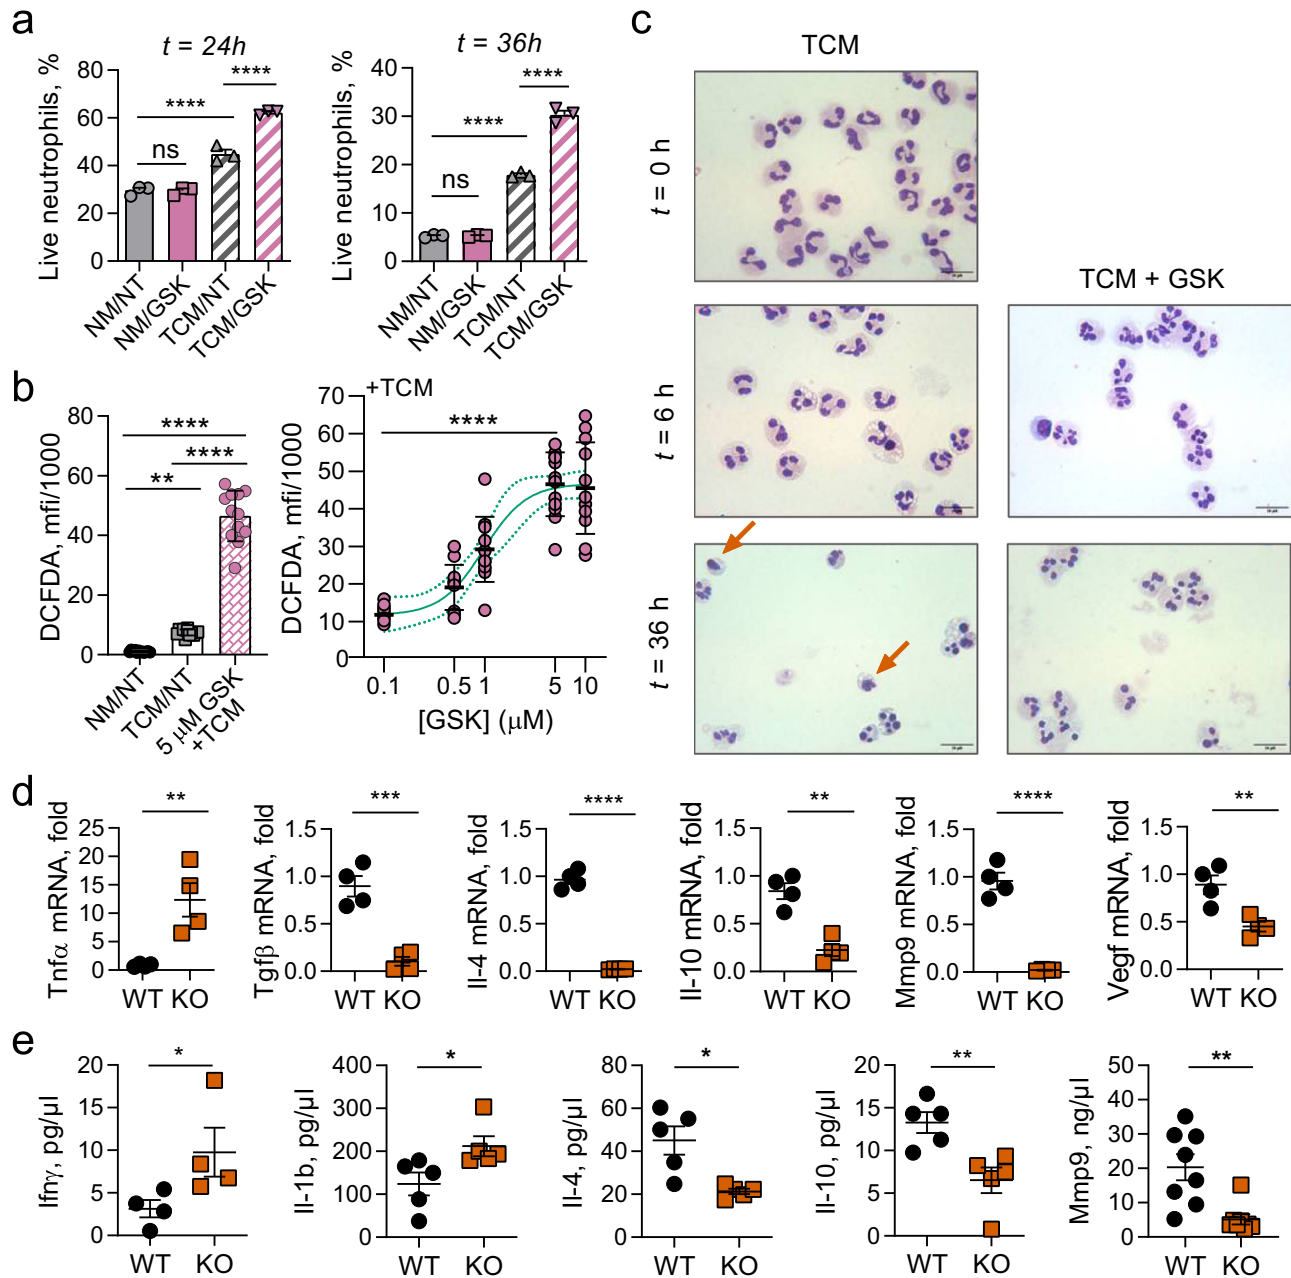 a
t = 24h
Live neutrophils, %
80
60
40
20
0
ns
****
****
NM/NT
NM/GSK
TCM/NT
TCM/GSK
t = 36h
Live neutrophils, %
40
30
20
10
0
ns
****
****
NM/NT
NM/GSK
TCM/NT
TCM/GSK
b
DCFDA, mfi/1000
80
60
40
20
0
****
****
**
NM/NT
TCM/NT
5 μM GSK
+TCM
+TCM
DCFDA, mfi/1000
70
60
50
40
30
20
10
0
****
0.1
0.5
1
5
10
[GSK] (μM)
c
TCM
TCM + GSK
t = 0 h
t = 6 h
t = 36 h
d
Tnfα mRNA, fold
25
20
15
10
5
0
**
WT KO
Tgfβ mRNA, fold
1.5
1.0
0.5
0.0
***
WT KO
Il-4 mRNA, fold
1.5
1.0
0.5
0.0
****
WT KO
Il-10 mRNA, fold
1.5
1.0
0.5
0.0
**
WT KO
Mmp9 mRNA, fold
1.5
1.0
0.5
0.0
****
WT KO
Vegf mRNA, fold
1.5
1.0
0.5
0.0
**
WT KO
e
Ifnγ, pg/μl
20
15
10
5
0
*
WT KO
Il-1b, pg/μl
400
300
200
100
0
*
WT KO
Il-4, pg/μl
80
60
40
20
0
*
WT KO
Il-10, pg/μl
20
15
10
5
0
**
WT KO
Mmp9, ng/μl
50
40
30
20
10
0
**
WT KO